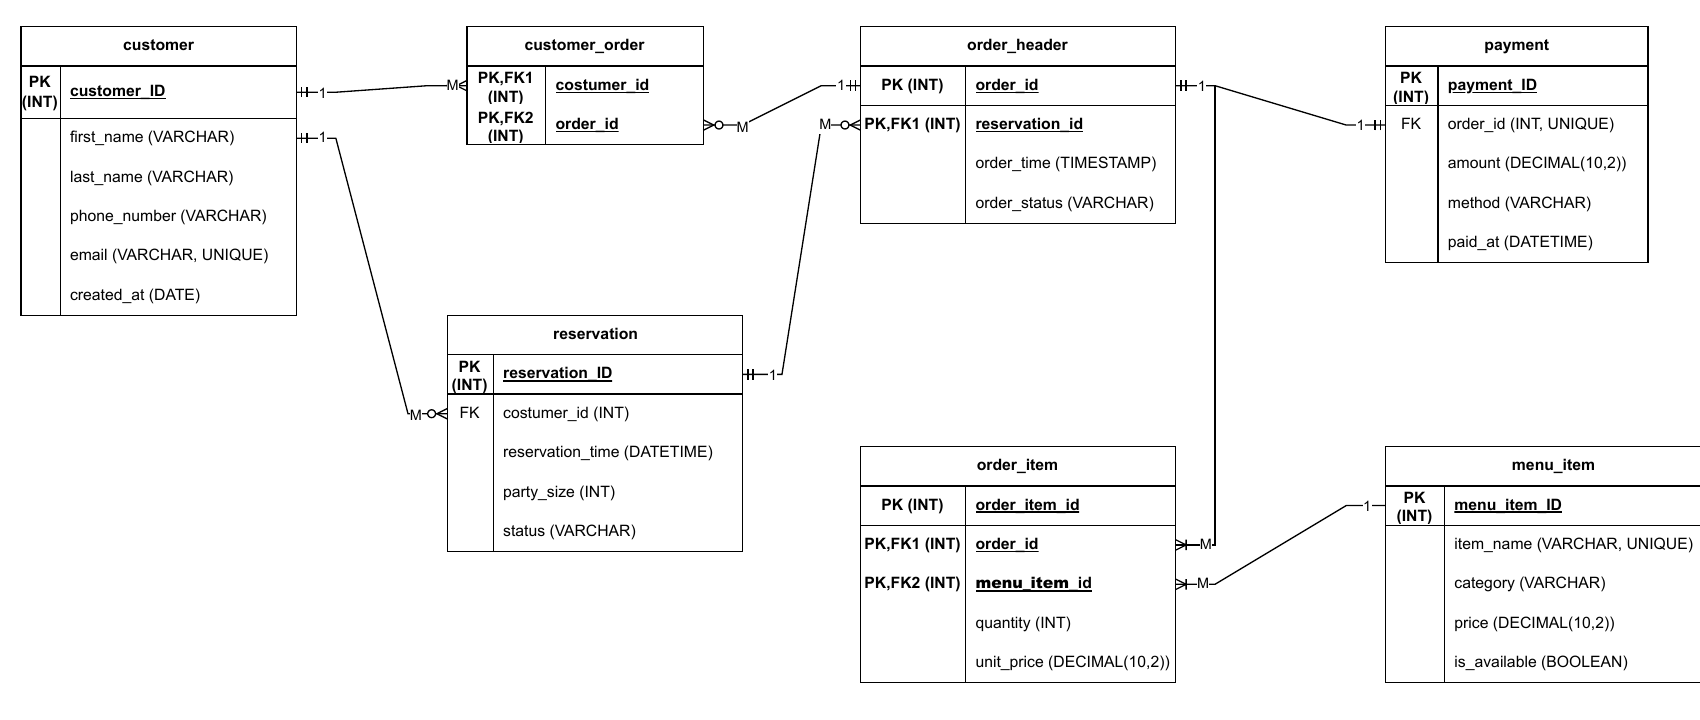 customer
PK
(INT)
customer_ID
first_name (VARCHAR)
last_name (VARCHAR)
phone_number (VARCHAR)
email (VARCHAR, UNIQUE)
created_at (DATE)
1
1
M
M
customer_order
PK,FK1
(INT)
costumer_id
PK,FK2
(INT)
order_id
M
1
reservation
PK
(INT)
reservation_ID
FK
costumer_id (INT)
reservation_time (DATETIME)
party_size (INT)
status (VARCHAR)
1
M
order_header
PK (INT)
order_id
PK,FK1 (INT)
reservation_id
order_time (TIMESTAMP)
order_status (VARCHAR)
1
1
payment
PK
(INT)
payment_ID
FK
order_id (INT, UNIQUE)
amount (DECIMAL(10,2))
method (VARCHAR)
paid_at (DATETIME)
order_item
PK (INT)
order_item_id
PK,FK1 (INT)
order_id
PK,FK2 (INT)
menu_item_id
quantity (INT)
unit_price (DECIMAL(10,2))
M
M
1
menu_item
PK
(INT)
menu_item_ID
item_name (VARCHAR, UNIQUE)
category (VARCHAR)
price (DECIMAL(10,2))
is_available (BOOLEAN)